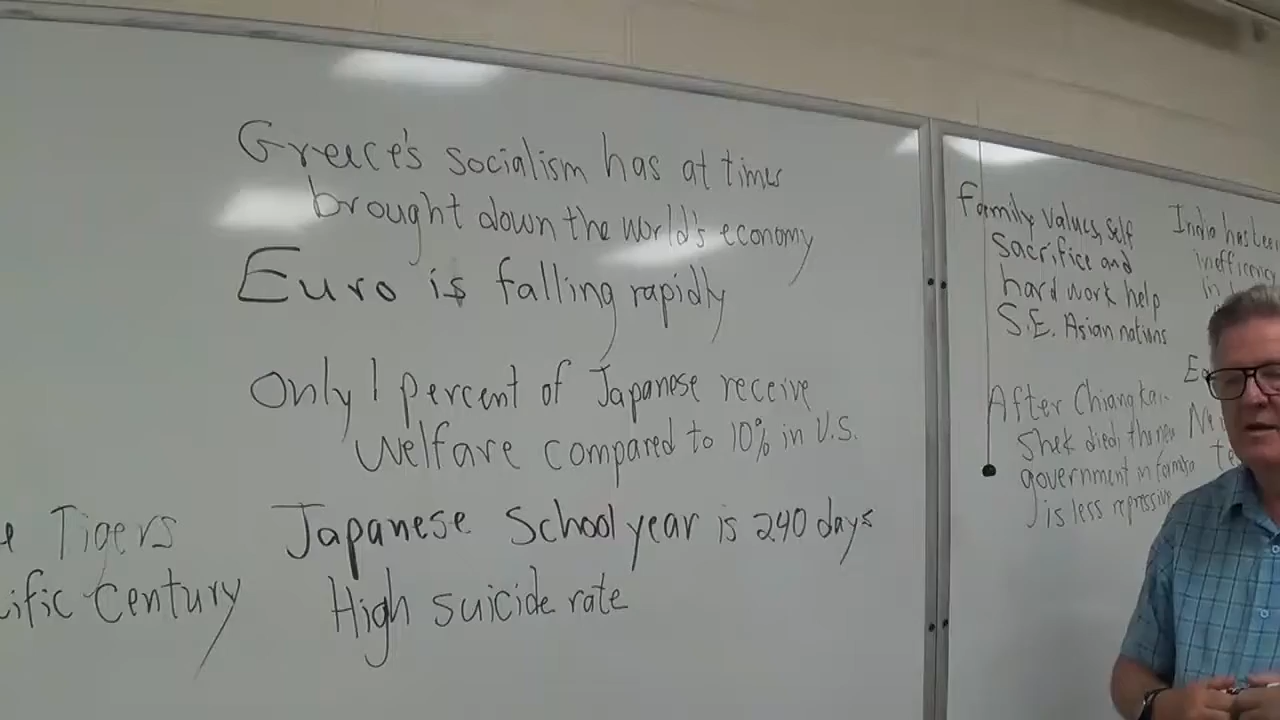 Greece's socialism has at times
brought down the world's economy
Euro is falling rapidly
Only 1 percent of Japanese receive
welfare compared to 10% in U.S.
Tigers
Century
Japanese School year is 240 days
High suicide rate
Family values, self
sacrifice and
hard work help
S.E. Asian nations
After Chiang Kai-
Shek died, the new
government in formosa
is less repressive
India has
inefficiency
in